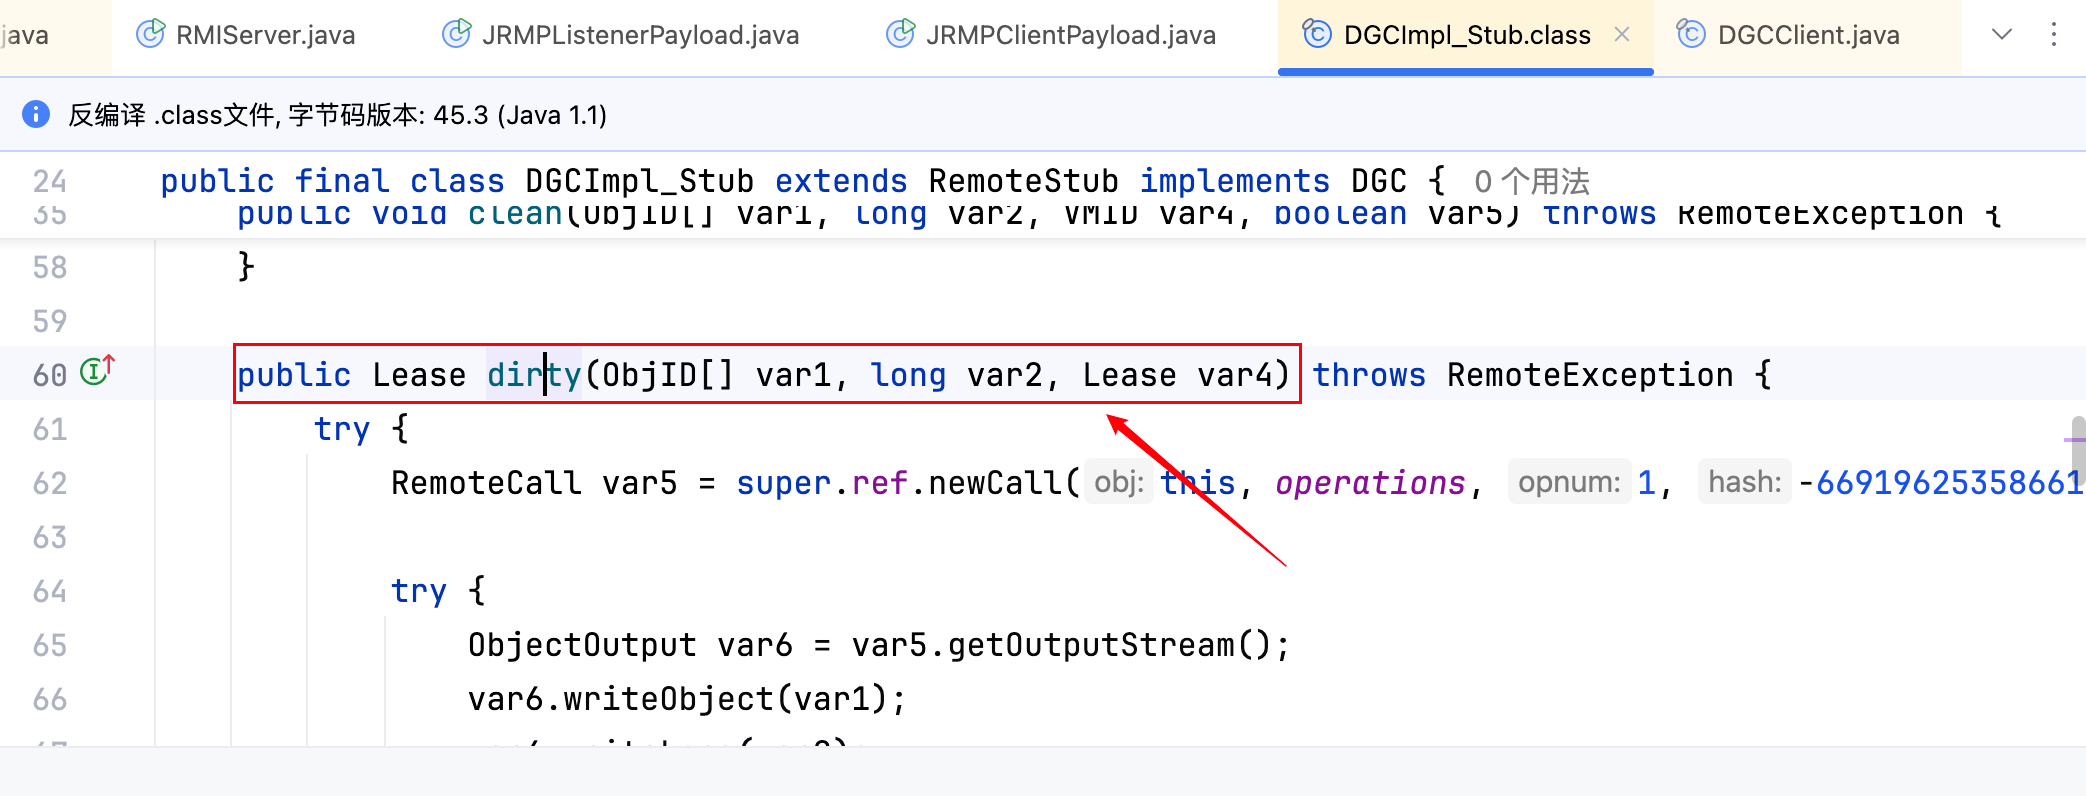 java RMIServer.java JRMPListenerPayload.java JRMPClientPayload.java DGCImpl_Stub.class DGCClient.java
反编译 .class文件, 字节码版本: 45.3 (Java 1.1)
24 public final class DGCImpl_Stub extends RemoteStub implements DGC { 0 个用法
35 public void clean(ObjID[] var1, long var2, VMID var4, boolean var5) throws RemoteException {
58 }
59
60 public Lease dirty(ObjID[] var1, long var2, Lease var4) throws RemoteException {
61 try {
62 RemoteCall var5 = super.ref.newCall( obj: this, operations, opnum: 1, hash: -66919625358661
63
64 try {
65 ObjectOutput var6 = var5.getOutputStream();
66 var6.writeObject(var1);